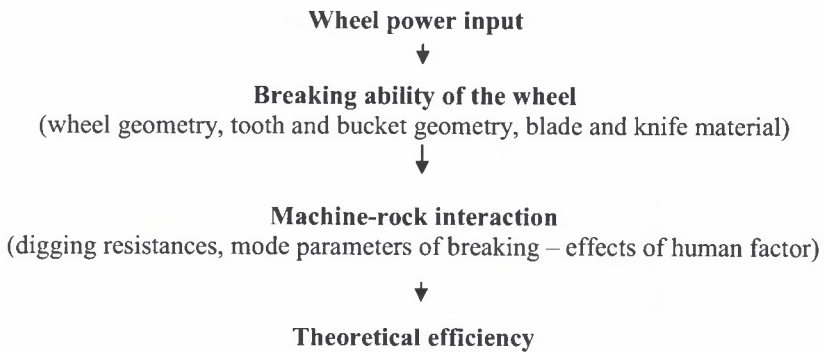 Wheel power input
Breaking ability of the wheel
(wheel geometry, tooth and bucket geometry, blade and knife material)
Machine-rock interaction
(digging resistances, mode parameters of breaking – effects of human factor)
Theoretical efficiency